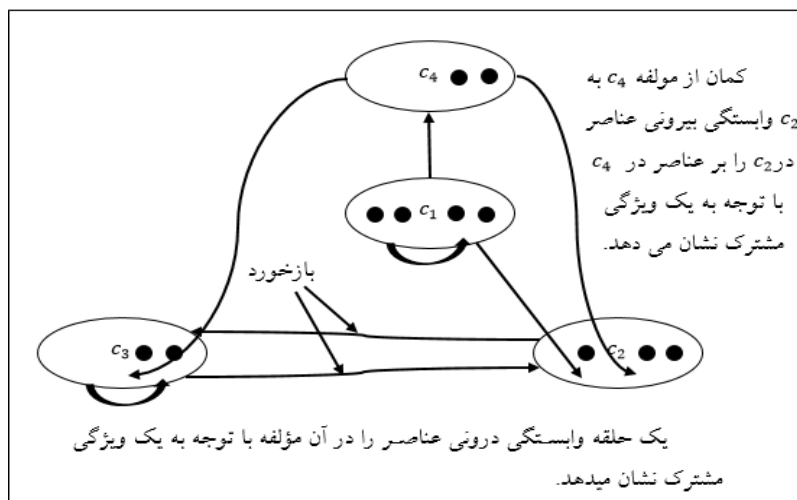 c₄
کمان از مولفه c₄ به
c₂ وابستگی بیرونی عناصر
درc₂ را بر عناصر در c₄
با توجه به یک ویژگی
مشترک نشان می دهد.
c₁
بازخورد
c₃
c₂
یک حلقه وابستگی درونی عناصر را در آن مؤلفه با توجه به یک ویژگی
مشترک نشان میدهد.